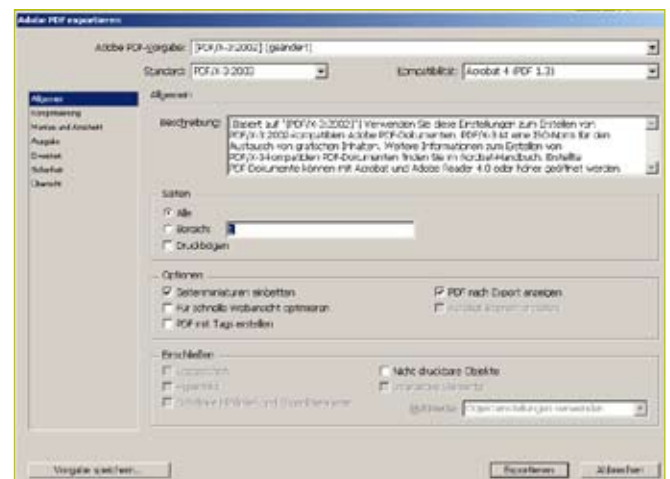 Adobe PDF exportieren
Adobe PDF-Vorgabe: [PDF/X-3:2002] (geändert)
Standard: PDF/X-3:2003 Kompatibilität: Acrobat 4 (PDF 1.3)
Allgemein
Komprimierung
Marken und Anschnitt
Ausgabe
Erweitert
Sicherheit
Übersicht
Allgemein
Beschreibung: [Basiert auf "[PDF/X-3:2002]"] Verwenden Sie diese Einstellungen zum Erstellen von
PDF/X-3:2002-kompatiblen Adobe PDF-Dokumenten. PDF/X-3 ist eine ISO-Norm für den
Austausch von grafischen Inhalten. Weitere Informationen zum Erstellen von
PDF/X-3-kompatiblen PDF-Dokumenten finden Sie im Acrobat-Handbuch. Erstellte
PDF-Dokumente können mit Acrobat und Adobe Reader 4.0 oder höher geöffnet werden.
Seiten
Alle
Bereich:
Druckbögen
Optionen
Seitenminiaturen einbetten
PDF nach Export anzeigen
Für schnelle Webansicht optimieren
PDF mit Tags erstellen
Einschließen
Nicht druckbare Objekte
Multimedia: Objekteinstellungen verwenden
Vorgabe speichern...
Exportieren
Abbrechen